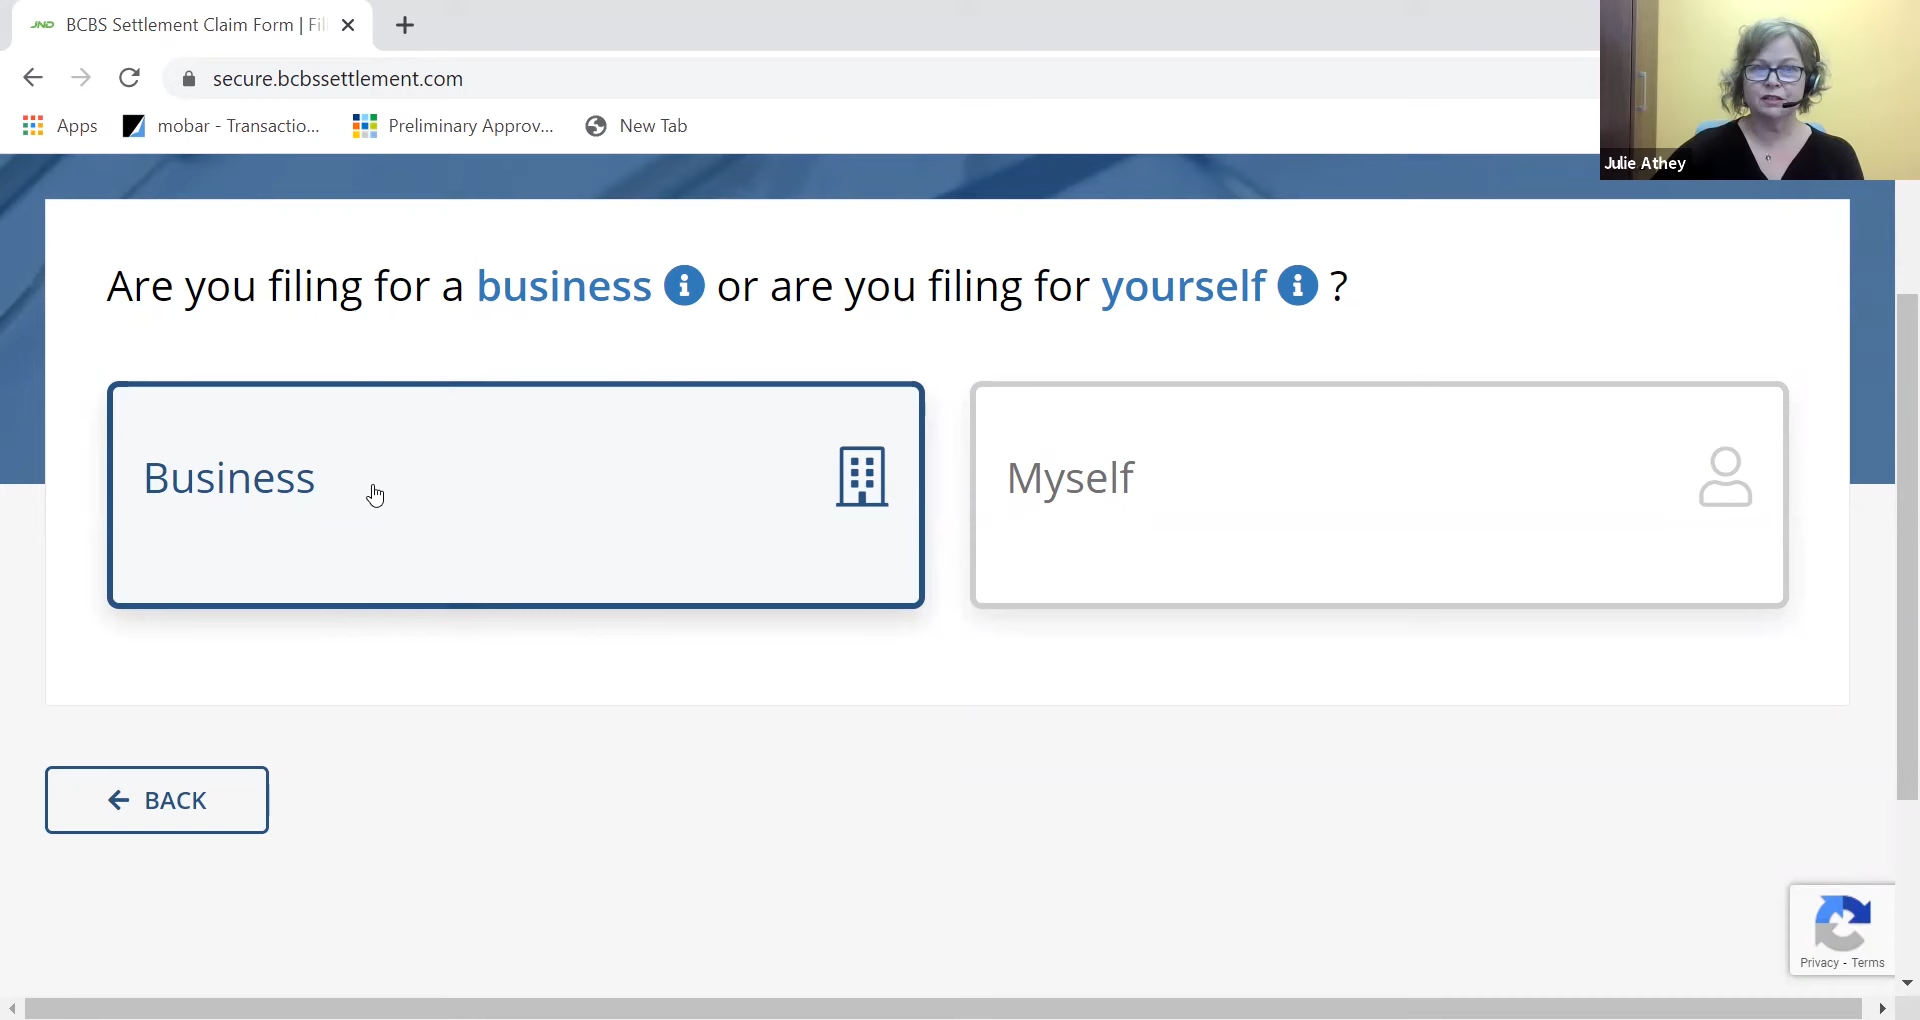 JND BCBS Settlement Claim Form | Fil
secure.bcbssettlement.com
Apps mobar - Transactio... Preliminary Approv... New Tab
Julie Athey
Are you filing for a business i or are you filing for yourself i ?
Business
Myself
BACK
Privacy - Terms